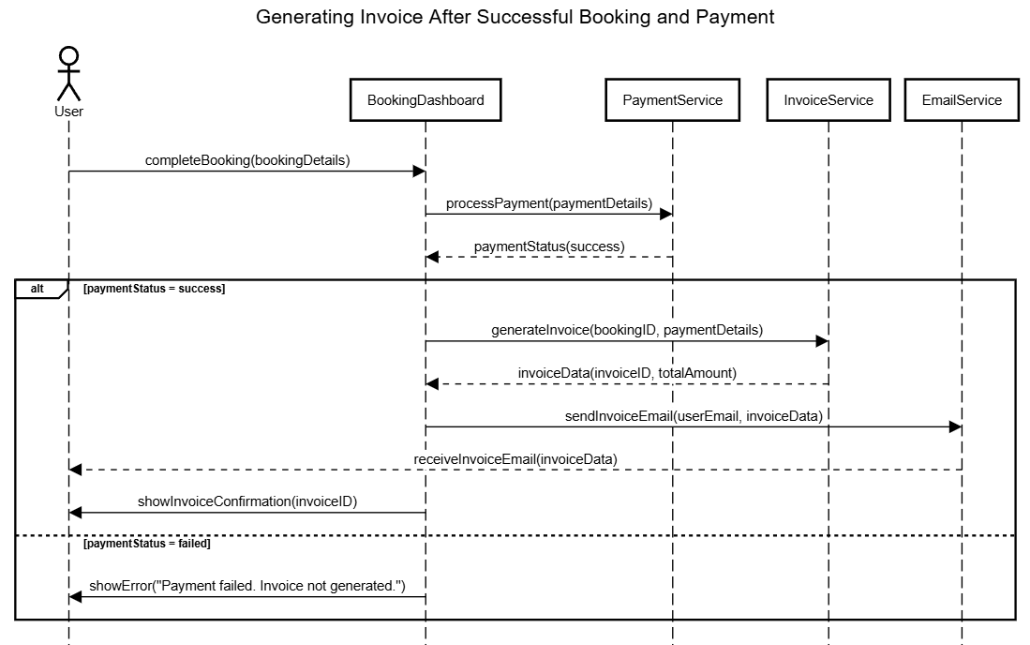 Generating Invoice After Successful Booking and Payment
User
BookingDashboard
PaymentService
InvoiceService
EmailService
completeBooking(bookingDetails)
processPayment(paymentDetails)
paymentStatus(success)
alt
[paymentStatus = success]
generateInvoice(bookingID, paymentDetails)
invoiceData(invoiceID, totalAmount)
sendInvoiceEmail(userEmail, invoiceData)
receiveInvoiceEmail(invoiceData)
showInvoiceConfirmation(invoiceID)
[paymentStatus = failed]
showError("Payment failed. Invoice not generated.")